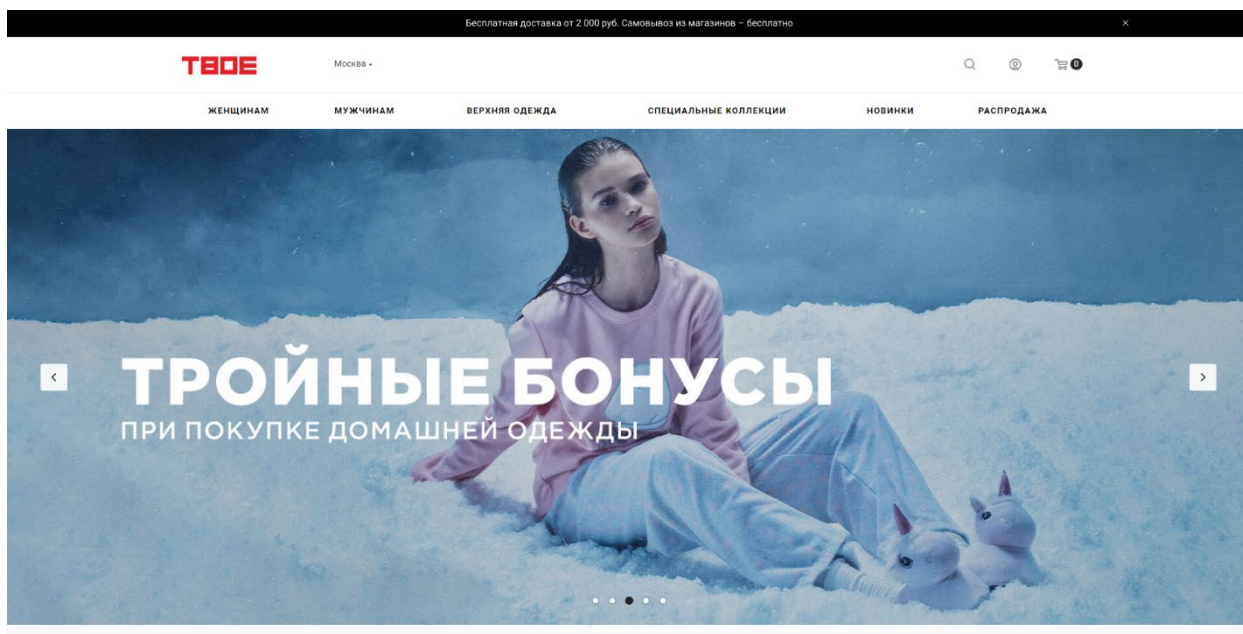 Бесплатная доставка от 2 000 руб. Самовывоз из магазинов – бесплатно
ТВОЕ
Москва
0
ЖЕНЩИНАМ
МУЖЧИНАМ
ВЕРХНЯЯ ОДЕЖДА
СПЕЦИАЛЬНЫЕ КОЛЛЕКЦИИ
НОВИНКИ
РАСПРОДАЖА
ТРОЙНЫЕ БОНУСЫ
ПРИ ПОКУПКЕ ДОМАШНЕЙ ОДЕЖДЫ